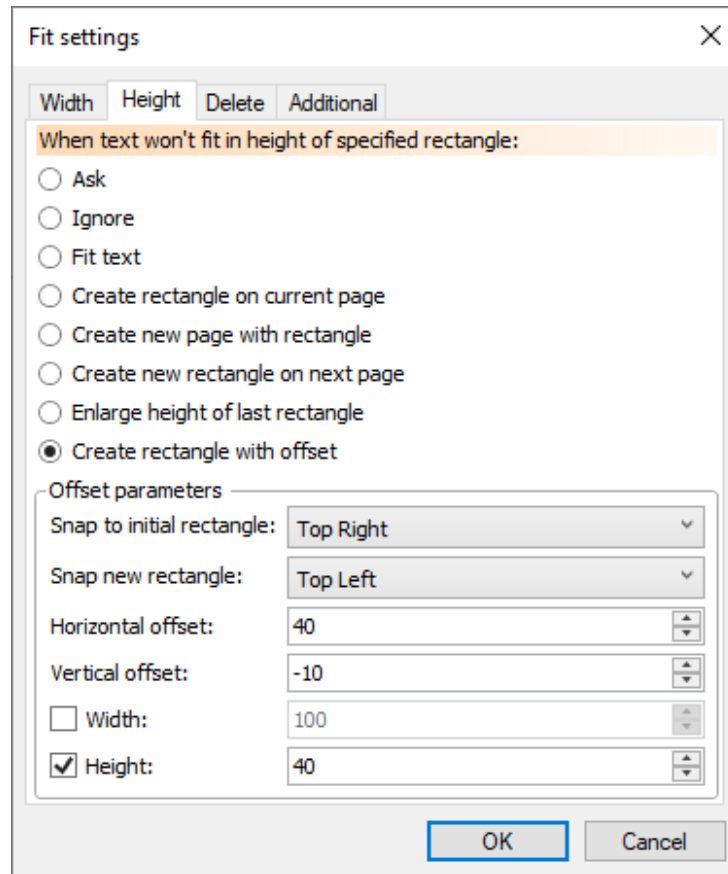 Fit settings
Width Height Delete Additional
When text won't fit in height of specified rectangle:
Ask
Ignore
Fit text
Create rectangle on current page
Create new page with rectangle
Create new rectangle on next page
Enlarge height of last rectangle
Create rectangle with offset
Offset parameters
Snap to initial rectangle: Top Right
Snap new rectangle: Top Left
Horizontal offset: 40
Vertical offset: -10
Width: 100
Height: 40
OK Cancel